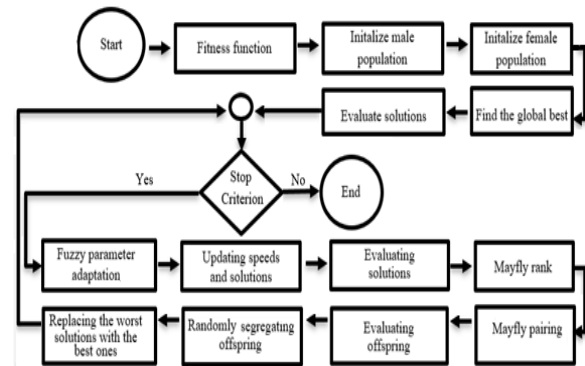 Start
Fitness function
Initalize male
population
Initalize female
population
Evaluate solutions
Find the global best
Yes
Stop
Criterion
No
End
Fuzzy parameter
adaptation
Updating speeds
and solutions
Evaluating
solutions
Mayfly rank
Replacing the worst
solutions with the
best ones
Randomly segregating
offspring
Evaluating
offspring
Mayfly pairing